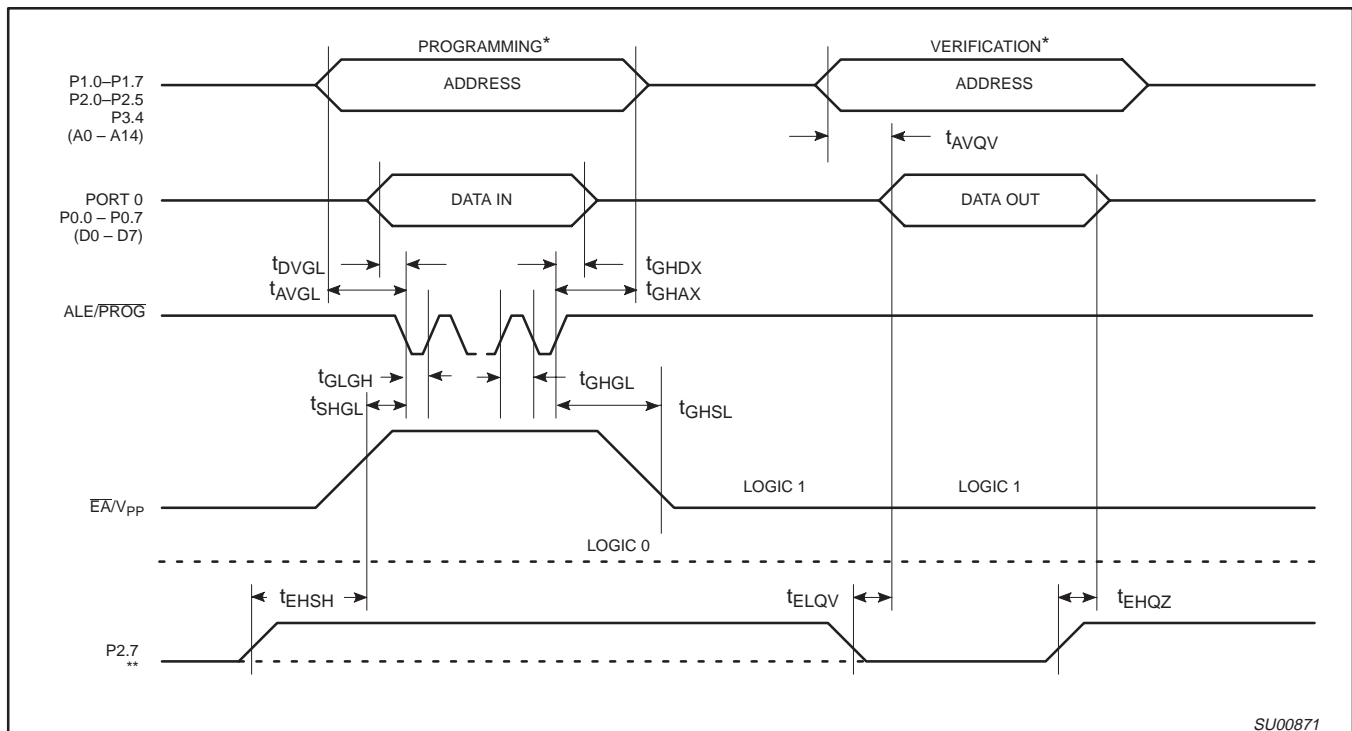 PROGRAMMING*
VERIFICATION*
P1.0–P1.7
P2.0–P2.5
P3.4
(A0 – A14)
ADDRESS
ADDRESS
tAVQV
PORT 0
P0.0 – P0.7
(D0 – D7)
DATA IN
DATA OUT
tDVGL
tGHDX
tAVGL
tGHAX
ALE/PROG
tGLGH
tGHGL
tSHGL
tGHSL
LOGIC 1
LOGIC 1
EA/VPP
LOGIC 0
tEHSH
tELQV
tEHQZ
P2.7
**
SU00871